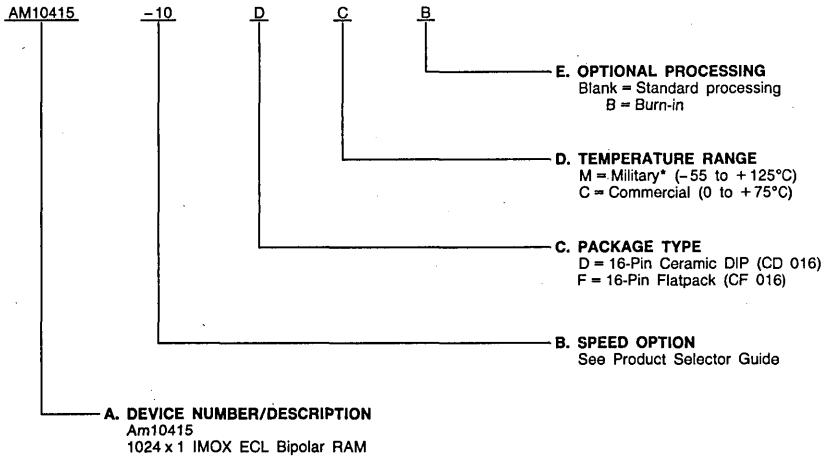 AM10415 -10 D C B
E. OPTIONAL PROCESSING
Blank = Standard processing
B = Burn-in
D. TEMPERATURE RANGE
M = Military* (-55 to +125°C)
C = Commercial (0 to +75°C)
C. PACKAGE TYPE
D = 16-Pin Ceramic DIP (CD 016)
F = 16-Pin Flatpack (CF 016)
B. SPEED OPTION
See Product Selector Guide
A. DEVICE NUMBER/DESCRIPTION
Am10415
1024 x 1 IMOX ECL Bipolar RAM